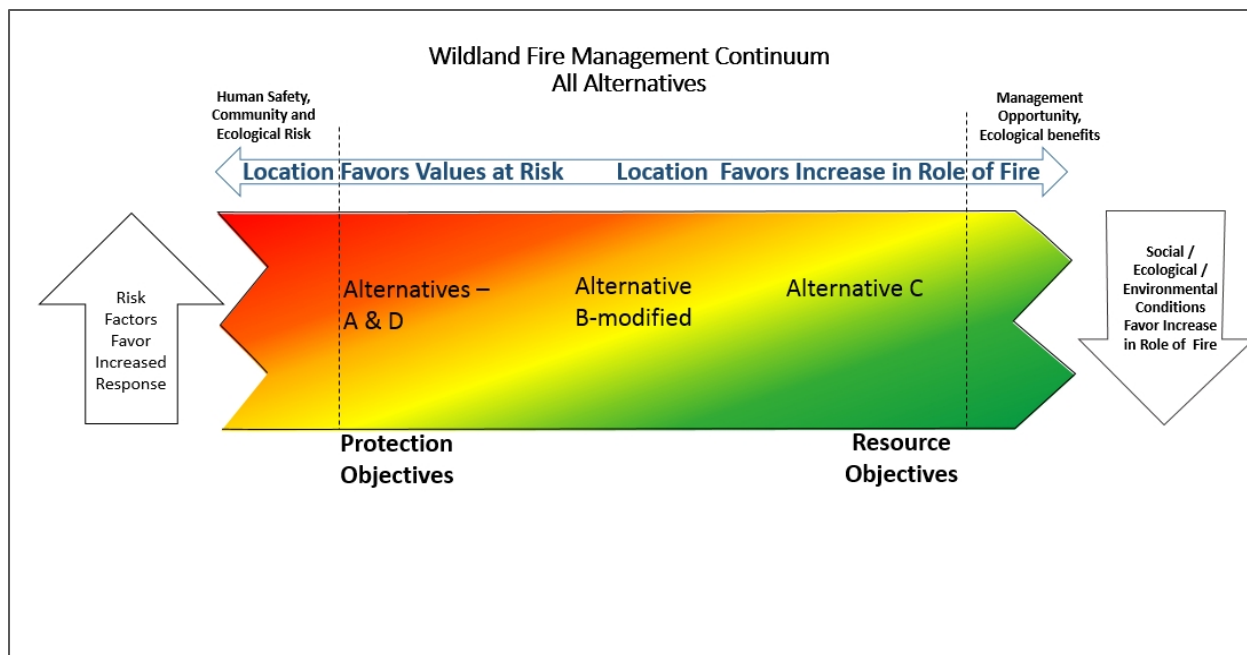 Wildland Fire Management Continuum
All Alternatives
Human Safety,
Community and
Ecological Risk
Management
Opportunity,
Ecological benefits
Location Favors Values at Risk
Location Favors Increase in Role of Fire
Risk
Factors
Favor
Increased
Response
Alternatives –
A & D
Alternative
B-modified
Alternative C
Social /
Ecological /
Environmental
Conditions
Favor Increase
in Role of Fire
Protection
Objectives
Resource
Objectives